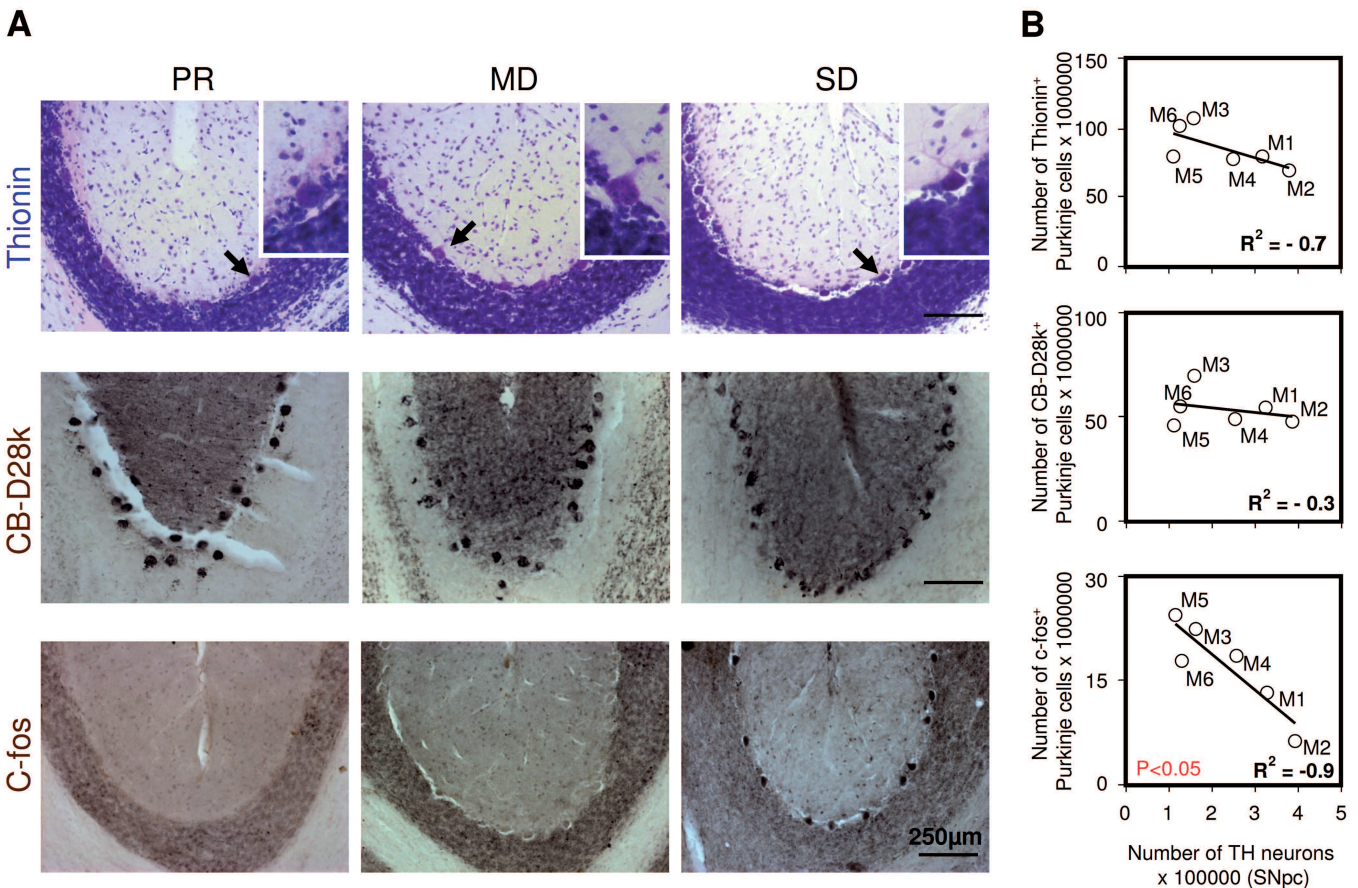 A
PR
MD
SD
Thionin
CB-D28k
C-fos
250µm
B
Number of Thionin⁺
Purkinje cells x 1000000
150
100
50
0
M6
M3
M5
M4
M1
M2
R² = - 0.7
Number of CB-D28k⁺
Purkinje cells x 1000000
100
50
0
M3
M6
M5
M4
M1
M2
R² = - 0.3
Number of c-fos⁺
Purkinje cells x 1000000
30
15
0
M5
M3
M6
M4
M1
M2
P<0.05
R² = -0.9
0 1 2 3 4 5
Number of TH neurons
x 100000 (SNpc)